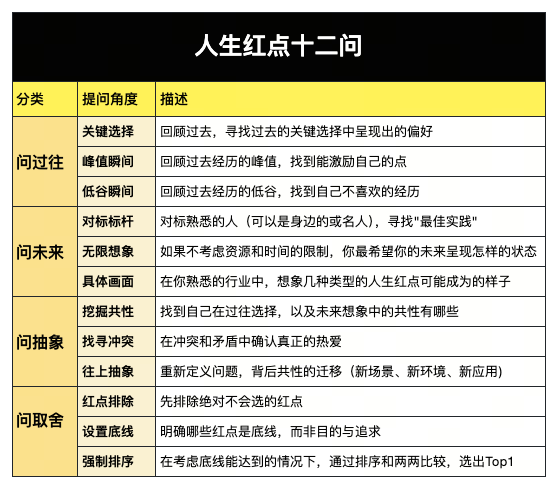 人生红点十二问
分类 提问角度 描述
问过往
关键选择 回顾过去，寻找过去的关键选择中呈现出的偏好
峰值瞬间 回顾过去经历的峰值，找到能激励自己的点
低谷瞬间 回顾过去经历的低谷，找到自己不喜欢的经历
问未来
对标标杆 对标熟悉的人（可以是身边的或名人），寻找"最佳实践"
无限想象 如果不考虑资源和时间的限制，你最希望你的未来呈现怎样的状态
具体画面 在你熟悉的行业中，想象几种类型的人生红点可能成为的样子
问抽象
挖掘共性 找到自己在过往选择，以及未来想象中的共性有哪些
找寻冲突 在冲突和矛盾中确认真正的热爱
往上抽象 重新定义问题，背后共性的迁移（新场景、新环境、新应用）
问取舍
红点排除 先排除绝对不会选的红点
设置底线 明确哪些红点是底线，而非目的与追求
强制排序 在考虑底线能达到的情况下，通过排序和两两比较，选出Top1